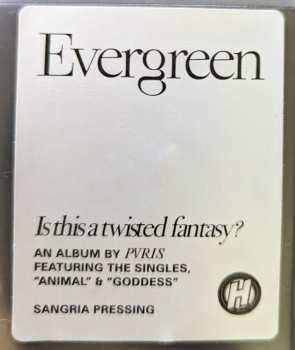 Evergreen
Is this a twisted fantasy?
AN ALBUM BY PVRIS
FEATURING THE SINGLES,
"ANIMAL" & "GODDESS"
SANGRIA PRESSING
H